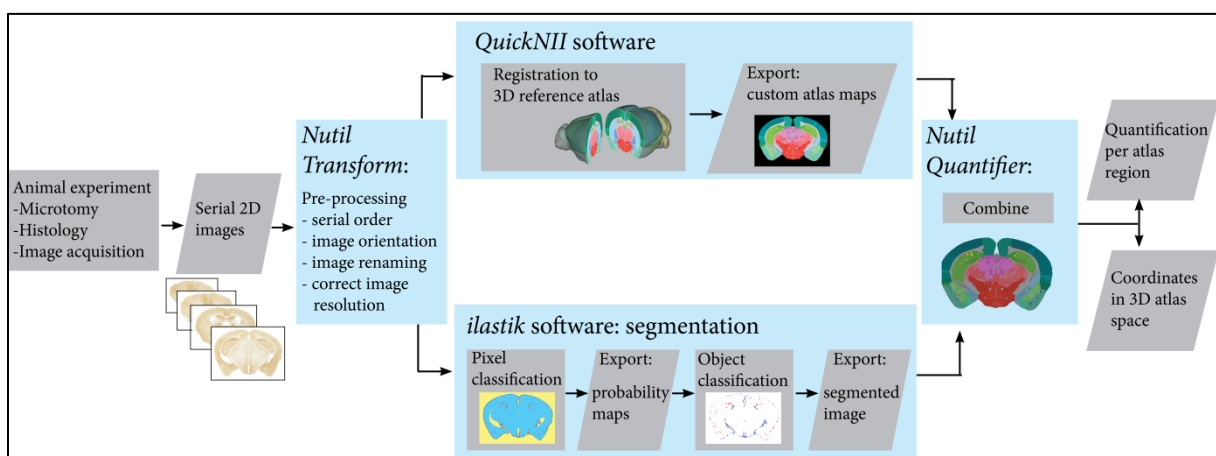 Animal experiment
-Microtomy
-Histology
-Image acquisition
Serial 2D
images
Nutil
Transform:
Pre-processing
- serial order
- image orientation
- image renaming
- correct image
resolution
QuickNII software
Registration to
3D reference atlas
Export:
custom atlas maps
ilastik software: segmentation
Pixel
classification
Export:
probability
maps
Object
classification
Export:
segmented
image
Nutil
Quantifier:
Combine
Quantification
per atlas
region
Coordinates
in 3D atlas
space